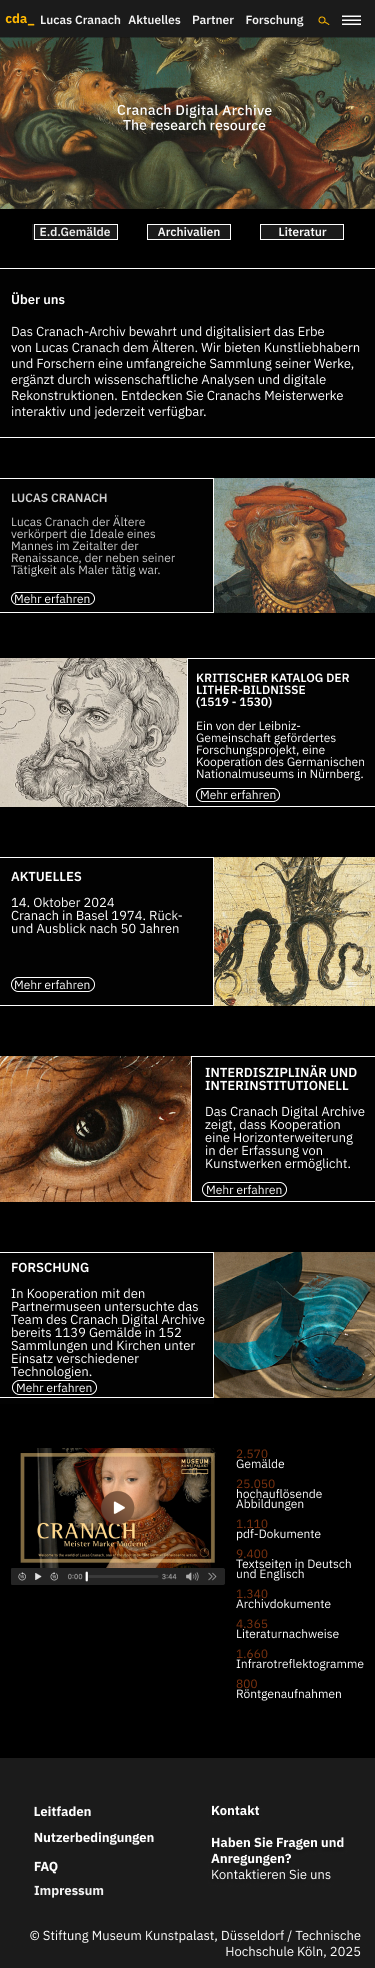 cda_ Lucas Cranach Aktuelles Partner Forschung
Cranach Digital Archive
The research resource
E.d.Gemälde Archivalien Literatur
Über uns
Das Cranach-Archiv bewahrt und digitalisiert das Erbe
von Lucas Cranach dem Älteren. Wir bieten Kunstliebhabern
und Forschern eine umfangreiche Sammlung seiner Werke,
ergänzt durch wissenschaftliche Analysen und digitale
Rekonstruktionen. Entdecken Sie Cranachs Meisterwerke
interaktiv und jederzeit verfügbar.
LUCAS CRANACH
Lucas Cranach der Ältere
verkörpert die Ideale eines
Mannes im Zeitalter der
Renaissance, der neben seiner
Tätigkeit als Maler tätig war.
Mehr erfahren
KRITISCHER KATALOG DER
LITHER-BILDNISSE
(1519 - 1530)
Ein von der Leibniz-
Gemeinschaft gefördertes
Forschungsprojekt, eine
Kooperation des Germanischen
Nationalmuseums in Nürnberg.
Mehr erfahren
AKTUELLES
14. Oktober 2024
Cranach in Basel 1974. Rück-
und Ausblick nach 50 Jahren
Mehr erfahren
INTERDISZIPLINÄR UND
INTERINSTITUTIONELL
Das Cranach Digital Archive
zeigt, dass Kooperation
eine Horizonterweiterung
in der Erfassung von
Kunstwerken ermöglicht.
Mehr erfahren
FORSCHUNG
In Kooperation mit den
Partnermuseen untersuchte das
Team des Cranach Digital Archive
bereits 1139 Gemälde in 152
Sammlungen und Kirchen unter
Einsatz verschiedener
Technologien.
Mehr erfahren
MUSEUM
KUNSTPALAST
CRANACH
Meister Marke Moderne
0:00 3:44
2.570
Gemälde
25.050
hochauflösende
Abbildungen
1.110
pdf-Dokumente
9.400
Textseiten in Deutsch
und Englisch
1.340
Archivdokumente
4.365
Literaturnachweise
1.660
Infrarotreflektogramme
800
Röntgenaufnahmen
Leitfaden
Nutzerbedingungen
FAQ
Impressum
Kontakt
Haben Sie Fragen und
Anregungen?
Kontaktieren Sie uns
© Stiftung Museum Kunstpalast, Düsseldorf / Technische
Hochschule Köln, 2025